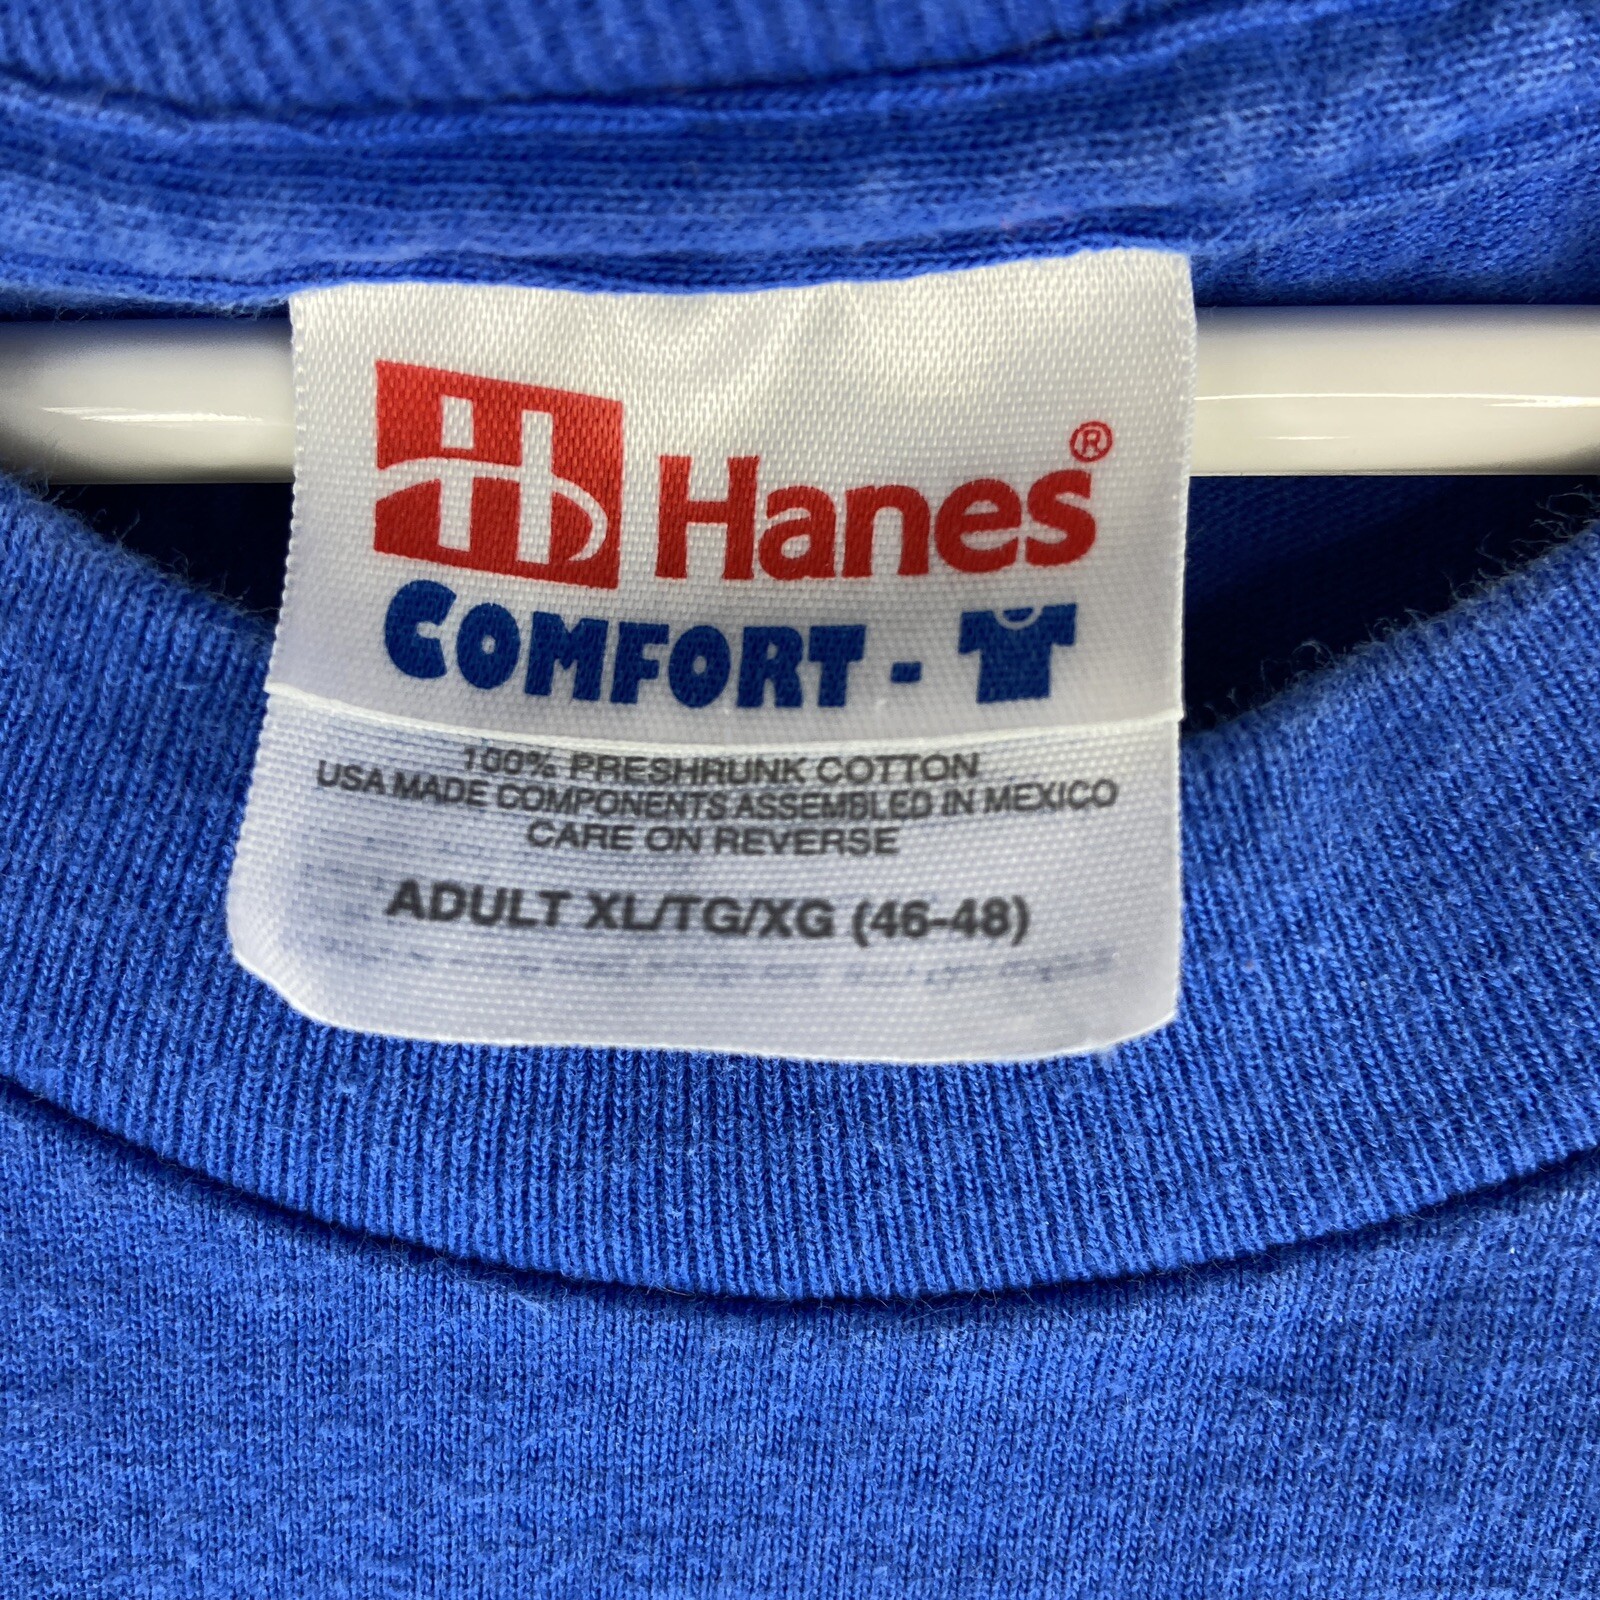 Hanes®
COMFORT -
100% PRESHRUNK COTTON
USA MADE COMPONENTS ASSEMBLED IN MEXICO
CARE ON REVERSE
ADULT XL/TG/XG (46-48)